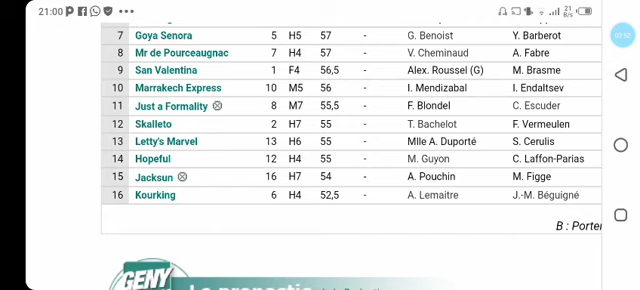 21:00 21 B/s
7 Goya Senora 5 H5 57 - G. Benoist Y. Barberot
8 Mr de Pourceaugnac 7 H4 57 - V. Cheminaud A. Fabre
9 San Valentina 1 F4 56,5 - Alex. Roussel (G) M. Brasme
10 Marrakech Express 10 M5 56 - I. Mendizabal I. Endaltsev
11 Just a Formality 8 M7 55,5 - F. Blondel C. Escuder
12 Skalleto 2 H7 55 - T. Bachelot F. Vermeulen
13 Letty's Marvel 13 H6 55 - Mlle A. Duporté S. Cerulis
14 Hopeful 12 H4 55 - M. Guyon C. Laffon-Parias
15 Jacksun 16 H7 54 - A. Pouchin M. Figge
16 Kourking 6 H4 52,5 - A. Lemaitre J.-M. Béguigné
B : Porter
GENY
Le pronostic